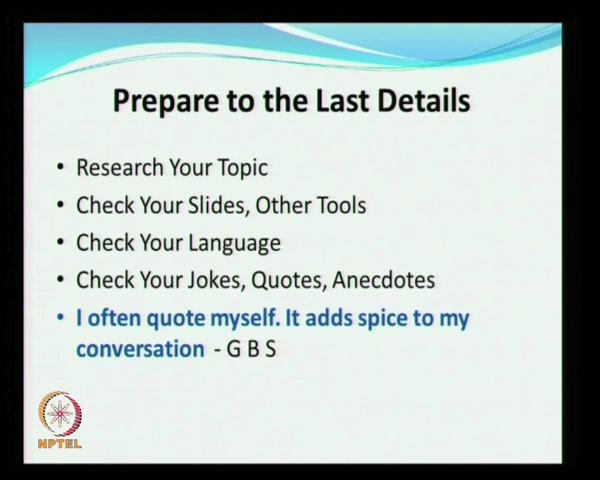 Prepare to the Last Details
• Research Your Topic
• Check Your Slides, Other Tools
• Check Your Language
• Check Your Jokes, Quotes, Anecdotes
• I often quote myself. It adds spice to my
conversation - G B S
NPTEL